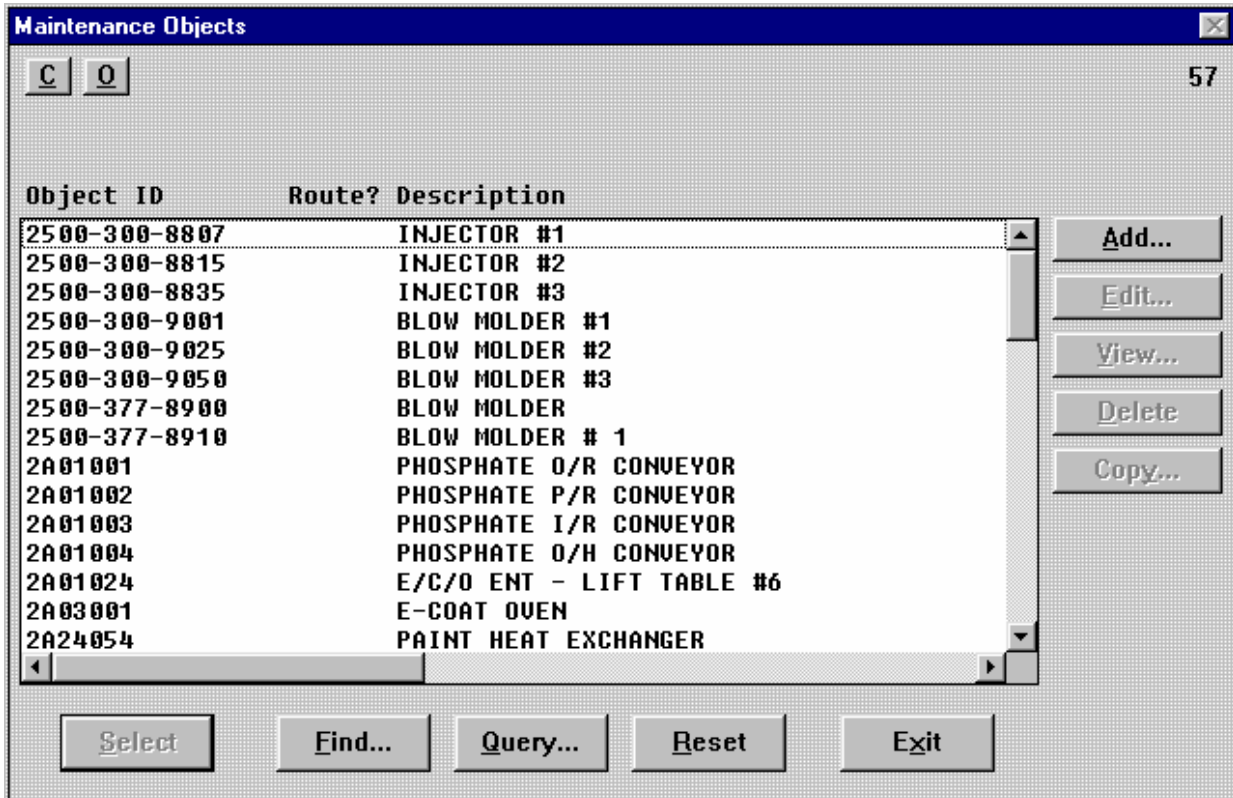 Maintenance Objects
C O 57
Object ID Route? Description
2500-300-8807 INJECTOR #1
2500-300-8815 INJECTOR #2
2500-300-8835 INJECTOR #3
2500-300-9001 BLOW MOLDER #1
2500-300-9025 BLOW MOLDER #2
2500-300-9050 BLOW MOLDER #3
2500-377-8900 BLOW MOLDER
2500-377-8910 BLOW MOLDER # 1
2A01001 PHOSPHATE O/R CONVEYOR
2A01002 PHOSPHATE P/R CONVEYOR
2A01003 PHOSPHATE I/R CONVEYOR
2A01004 PHOSPHATE O/H CONVEYOR
2A01024 E/C/O ENT - LIFT TABLE #6
2A03001 E-COAT OVEN
2A24054 PAINT HEAT EXCHANGER
Add...
Edit...
View...
Delete
Copy...
Select Find... Query... Reset Exit